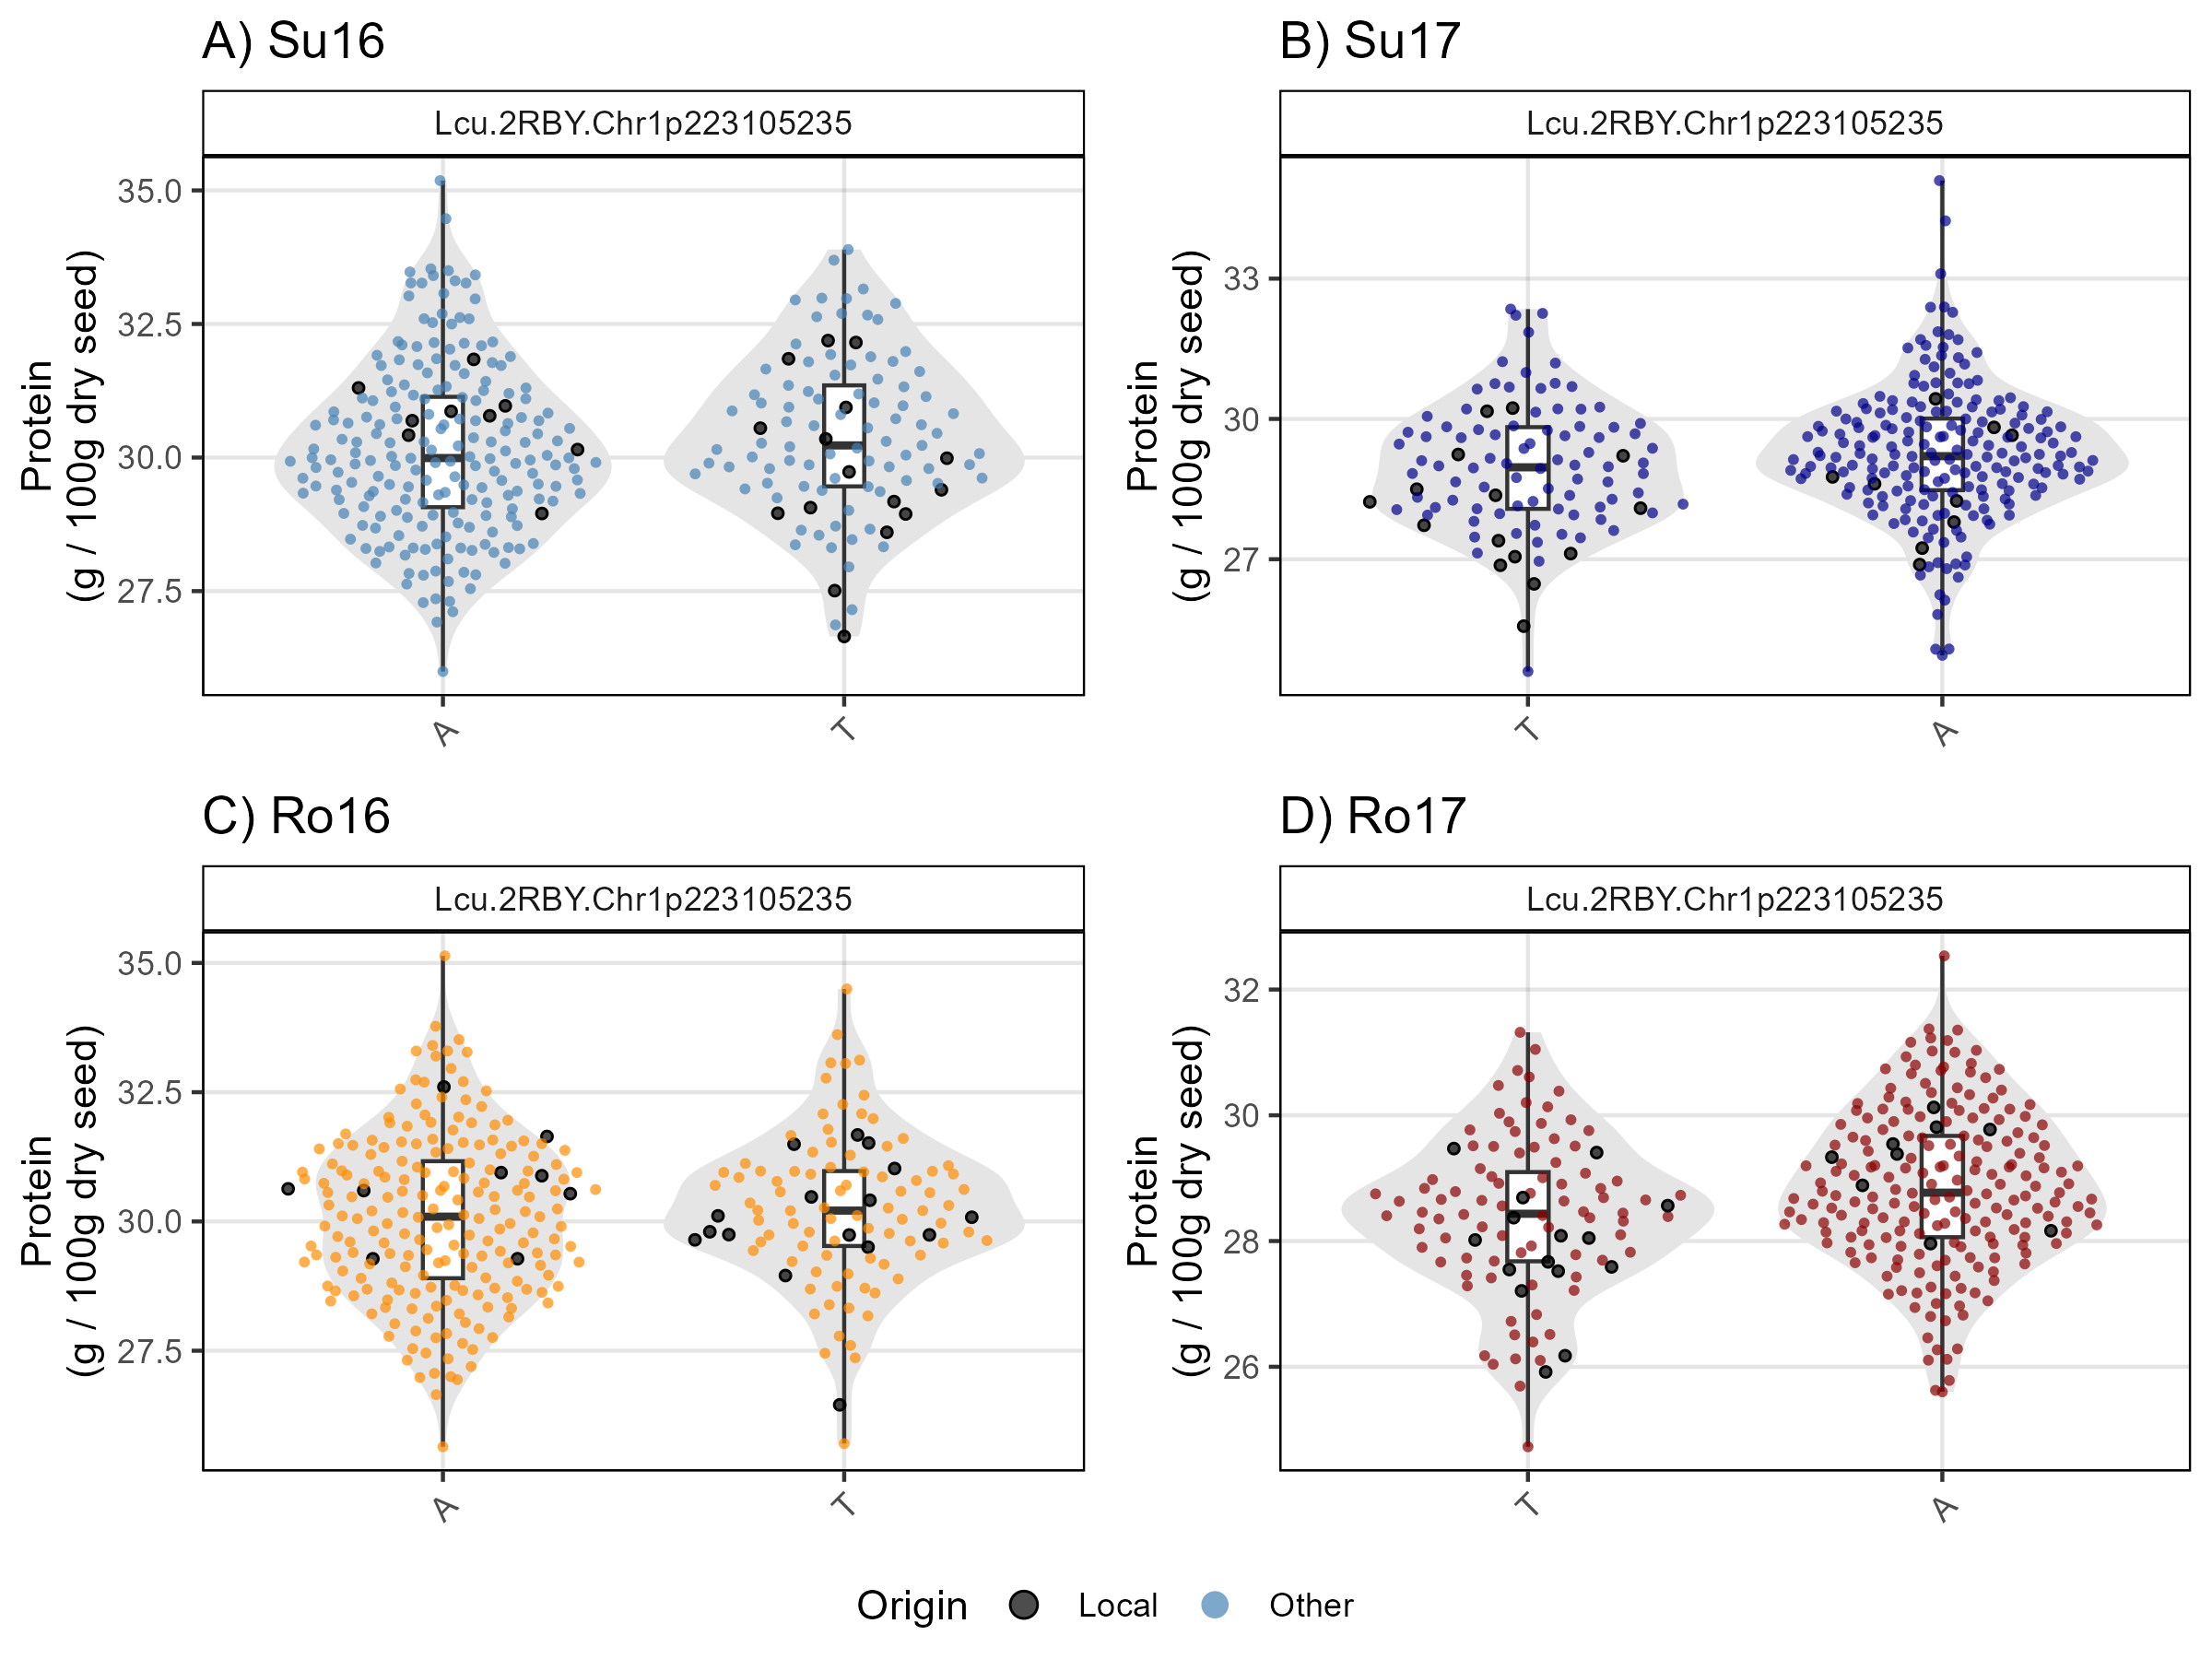 A) Su16
Lcu.2RBY.Chr1p223105235
Protein
(g / 100g dry seed)
35.0
32.5
30.0
27.5
A
T
B) Su17
Lcu.2RBY.Chr1p223105235
Protein
(g / 100g dry seed)
33
30
27
T
A
C) Ro16
Lcu.2RBY.Chr1p223105235
Protein
(g / 100g dry seed)
35.0
32.5
30.0
27.5
A
T
D) Ro17
Lcu.2RBY.Chr1p223105235
Protein
(g / 100g dry seed)
32
30
28
26
T
A
Origin Local Other